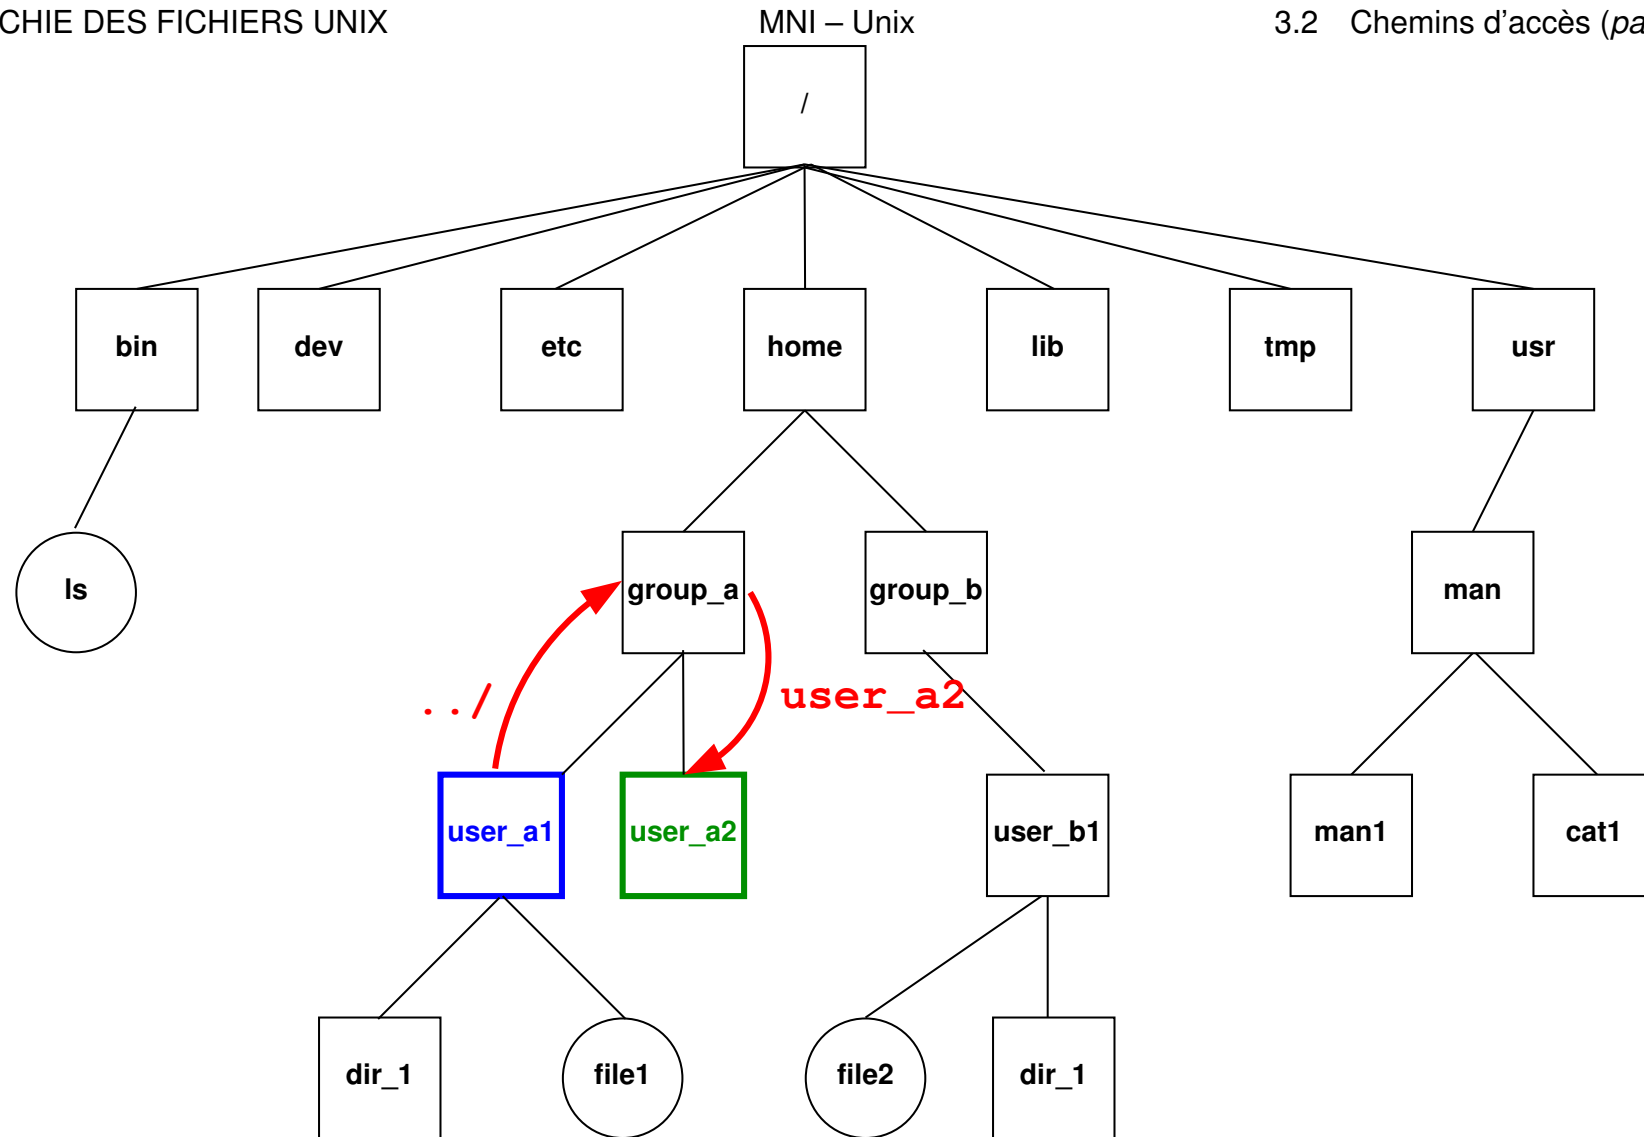 CHIE DES FICHIERS UNIX
MNI – Unix
3.2 Chemins d'accès (pa
/
bin
dev
etc
home
lib
tmp
usr
ls
group_a
group_b
man
../
user_a2
user_a1
user_a2
user_b1
man1
cat1
dir_1
file1
file2
dir_1